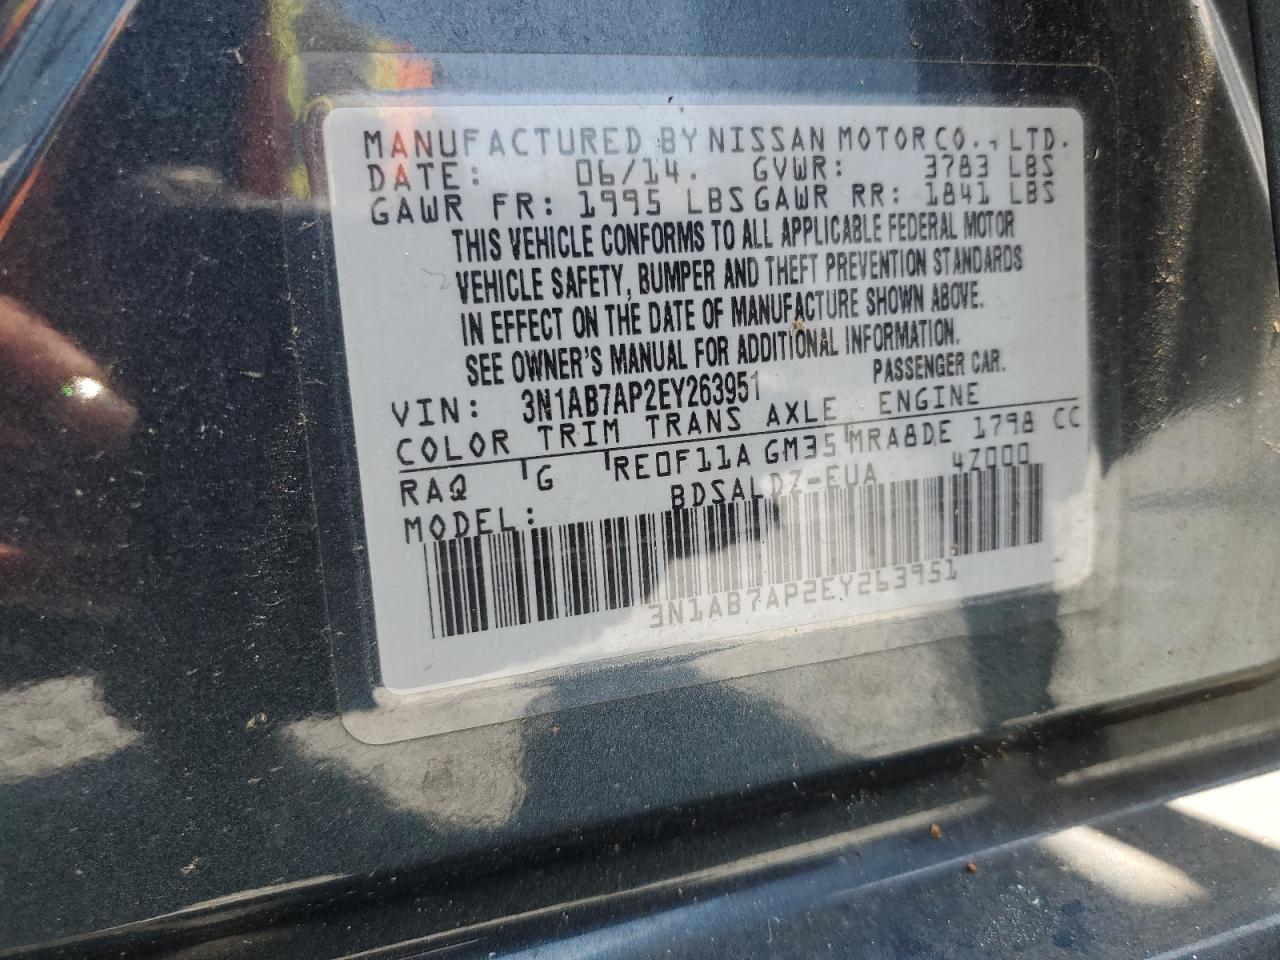 MANUFACTURED BY NISSAN MOTOR CO., LTD.
DATE: 06/14. GVWR: 3783 LBS
GAWR FR: 1995 LBS GAWR RR: 1841 LBS
THIS VEHICLE CONFORMS TO ALL APPLICABLE FEDERAL MOTOR
VEHICLE SAFETY, BUMPER AND THEFT PREVENTION STANDARDS
IN EFFECT ON THE DATE OF MANUFACTURE SHOWN ABOVE.
SEE OWNER'S MANUAL FOR ADDITIONAL INFORMATION.
PASSENGER CAR.
VIN: 3N1AB7AP2EY263951
COLOR TRIM TRANS AXLE ENGINE
RAQ G RE0F11A GM35 MRA8DE 1798 CC
MODEL: BDSALDZ-EUA 4Z000
3N1AB7AP2EY263951